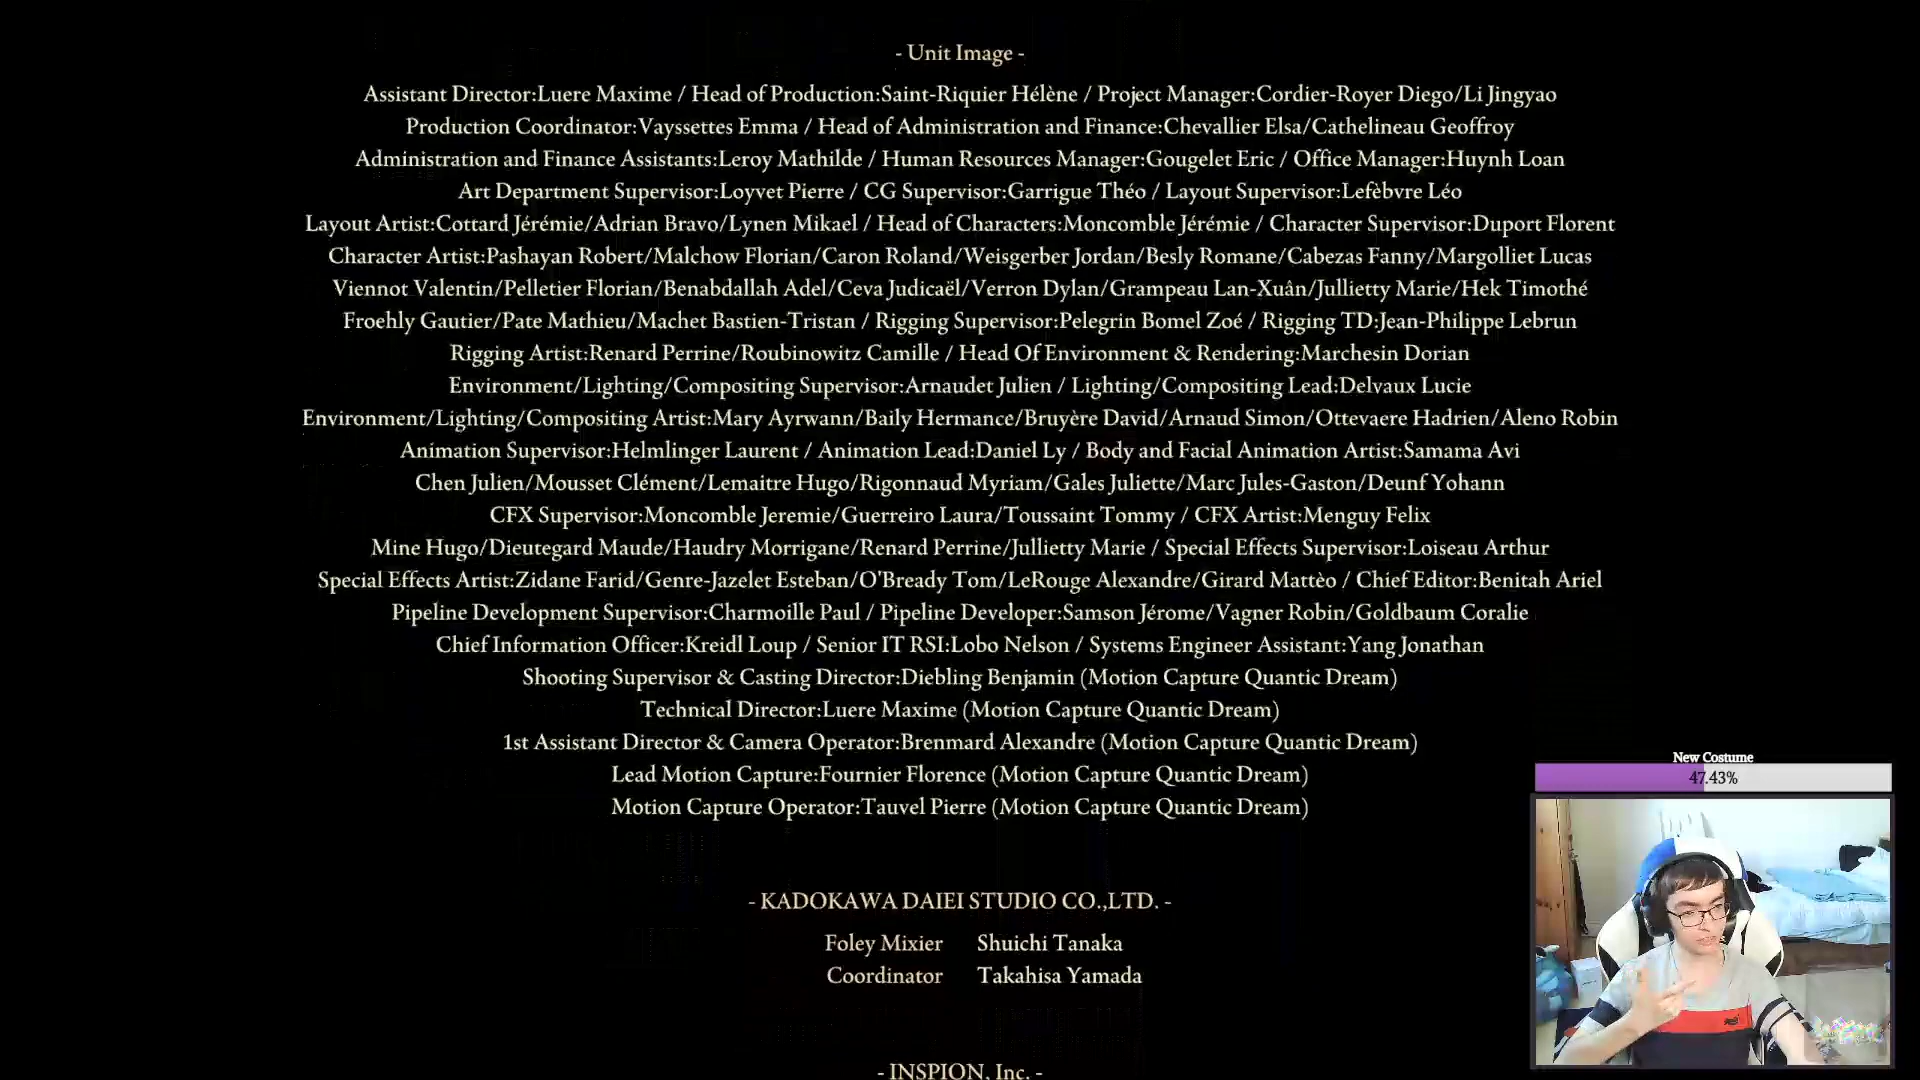 - Unit Image -
Assistant Director:Luere Maxime / Head of Production:Saint-Riquier Hélène / Project Manager:Cordier-Royer Diego/Li Jingyao
Production Coordinator:Vayssettes Emma / Head of Administration and Finance:Chevallier Elsa/Cathelineau Geoffroy
Administration and Finance Assistants:Leroy Mathilde / Human Resources Manager:Gougelet Eric / Office Manager:Huynh Loan
Art Department Supervisor:Loyvet Pierre / CG Supervisor:Garrigue Théo / Layout Supervisor:Lefèbvre Léo
Layout Artist:Cottard Jérémie/Adrian Bravo/Lynen Mikael / Head of Characters:Moncomble Jérémie / Character Supervisor:Duport Florent
Character Artist:Pashayan Robert/Malchow Florian/Caron Roland/Weisgerber Jordan/Besly Romane/Cabezas Fanny/Margolliet Lucas
Viennot Valentin/Pelletier Florian/Benabdallah Adel/Ceva Judicaël/Verron Dylan/Grampeau Lan-Xuân/Jullietty Marie/Hek Timothé
Froehly Gautier/Pate Mathieu/Machet Bastien-Tristan / Rigging Supervisor:Pelegrin Bomel Zoé / Rigging TD:Jean-Philippe Lebrun
Rigging Artist:Renard Perrine/Roubinowitz Camille / Head Of Environment & Rendering:Marchesin Dorian
Environment/Lighting/Compositing Supervisor:Arnaudet Julien / Lighting/Compositing Lead:Delvaux Lucie
Environment/Lighting/Compositing Artist:Mary Ayrwann/Baily Hermance/Bruyère David/Arnaud Simon/Ottevaere Hadrien/Aleno Robin
Animation Supervisor:Helmlinger Laurent / Animation Lead:Daniel Ly / Body and Facial Animation Artist:Samama Avi
Chen Julien/Mousset Clément/Lemaitre Hugo/Rigonnaud Myriam/Gales Juliette/Marc Jules-Gaston/Deunf Yohann
CFX Supervisor:Moncomble Jeremie/Guerreiro Laura/Toussaint Tommy / CFX Artist:Menguy Felix
Mine Hugo/Dieutegard Maude/Haudry Morrigane/Renard Perrine/Jullietty Marie / Special Effects Supervisor:Loiseau Arthur
Special Effects Artist:Zidane Farid/Genre-Jazelet Esteban/O'Bready Tom/LeRouge Alexandre/Girard Mattèo / Chief Editor:Benitah Ariel
Pipeline Development Supervisor:Charmoille Paul / Pipeline Developer:Samson Jérome/Vagner Robin/Goldbaum Coralie
Chief Information Officer:Kreidl Loup / Senior IT RSI:Lobo Nelson / Systems Engineer Assistant:Yang Jonathan
Shooting Supervisor & Casting Director:Diebling Benjamin (Motion Capture Quantic Dream)
Technical Director:Luere Maxime (Motion Capture Quantic Dream)
1st Assistant Director & Camera Operator:Brenmard Alexandre (Motion Capture Quantic Dream)
Lead Motion Capture:Fournier Florence (Motion Capture Quantic Dream)
Motion Capture Operator:Tauvel Pierre (Motion Capture Quantic Dream)
New Costume
47.43%
- KADOKAWA DAIEI STUDIO CO.,LTD. -
Foley Mixier Shuichi Tanaka
Coordinator Takahisa Yamada
- INSPION, Inc. -